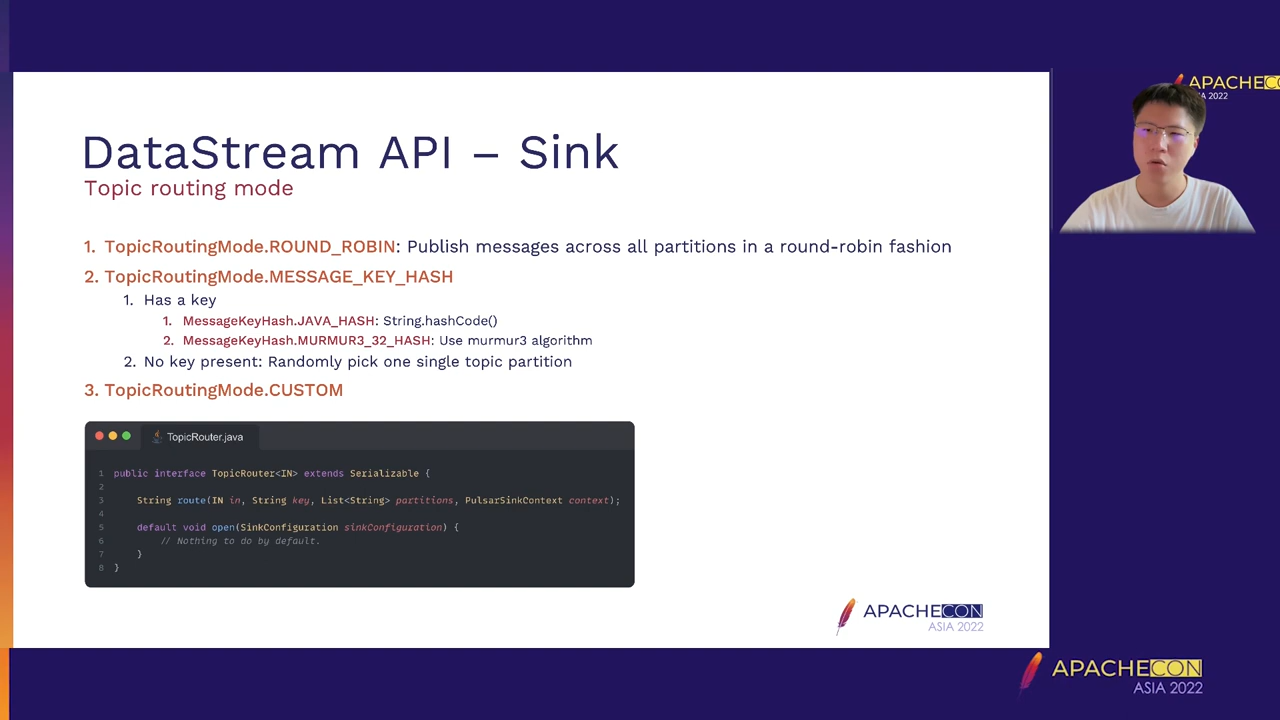 DataStream API – Sink
Topic routing mode
1. TopicRoutingMode.ROUND_ROBIN: Publish messages across all partitions in a round-robin fashion
2. TopicRoutingMode.MESSAGE_KEY_HASH
1. Has a key
1. MessageKeyHash.JAVA_HASH: String.hashCode()
2. MessageKeyHash.MURMUR3_32_HASH: Use murmur3 algorithm
2. No key present: Randomly pick one single topic partition
3. TopicRoutingMode.CUSTOM
TopicRouter.java
1 public interface TopicRouter<IN> extends Serializable {
2
3 String route(IN in, String key, List<String> partitions, PulsarSinkContext context);
4
5 default void open(SinkConfiguration sinkConfiguration) {
6 // Nothing to do by default.
7 }
8 }
APACHECON
ASIA 2022
APACHECO
IA 2022
APACHECON
ASIA 2022